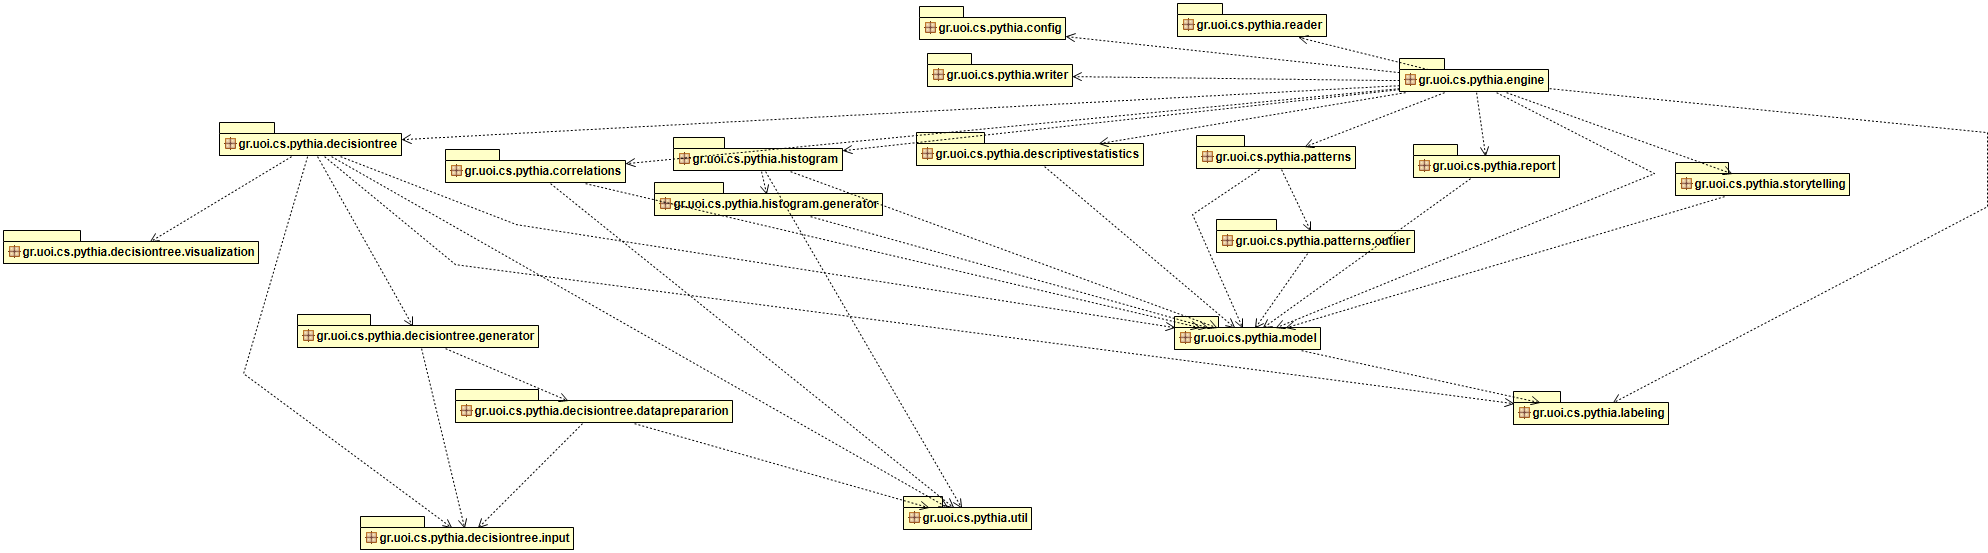 gr.uoi.cs.pythia.config
gr.uoi.cs.pythia.reader
gr.uoi.cs.pythia.writer
gr.uoi.cs.pythia.engine
gr.uoi.cs.pythia.decisiontree
gr.uoi.cs.pythia.correlations
gr.uoi.cs.pythia.histogram
gr.uoi.cs.pythia.descriptivestatistics
gr.uoi.cs.pythia.patterns
gr.uoi.cs.pythia.report
gr.uoi.cs.pythia.storytelling
gr.uoi.cs.pythia.histogram.generator
gr.uoi.cs.pythia.decisiontree.visualization
gr.uoi.cs.pythia.patterns.outlier
gr.uoi.cs.pythia.decisiontree.generator
gr.uoi.cs.pythia.model
gr.uoi.cs.pythia.decisiontree.dataprepararion
gr.uoi.cs.pythia.labeling
gr.uoi.cs.pythia.util
gr.uoi.cs.pythia.decisiontree.input